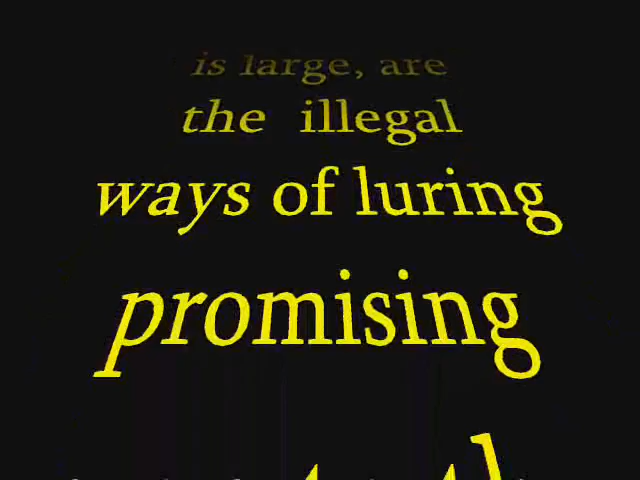 is large, are
the illegal
ways of luring
promising